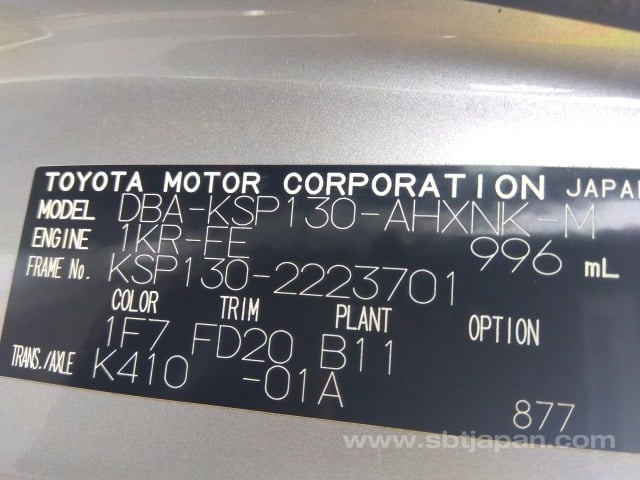 TOYOTA MOTOR CORPORATION JAPAN
MODEL DBA-KSP130-AHXNK-M
ENGINE 1KR-FE 996 mL
FRAME No. KSP130-2223701
COLOR TRIM PLANT OPTION
1F7 FD20 B11
TRANS./AXLE K410 -01A
877
www.sbtjapan.com